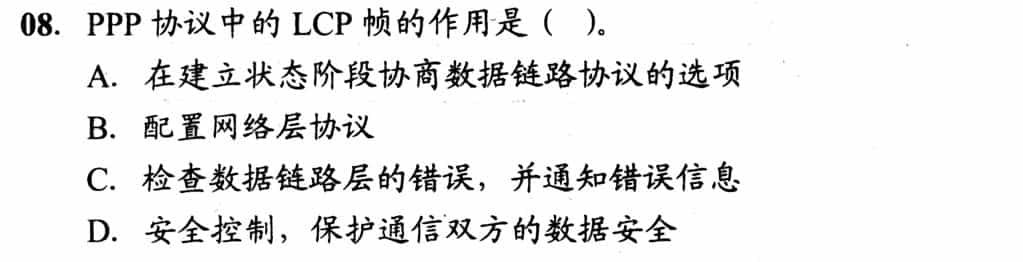 08. PPP 协议中的 LCP 帧的作用是（ ）。
A. 在建立状态阶段协商数据链路协议的选项
B. 配置网络层协议
C. 检查数据链路层的错误，并通知错误信息
D. 安全控制，保护通信双方的数据安全